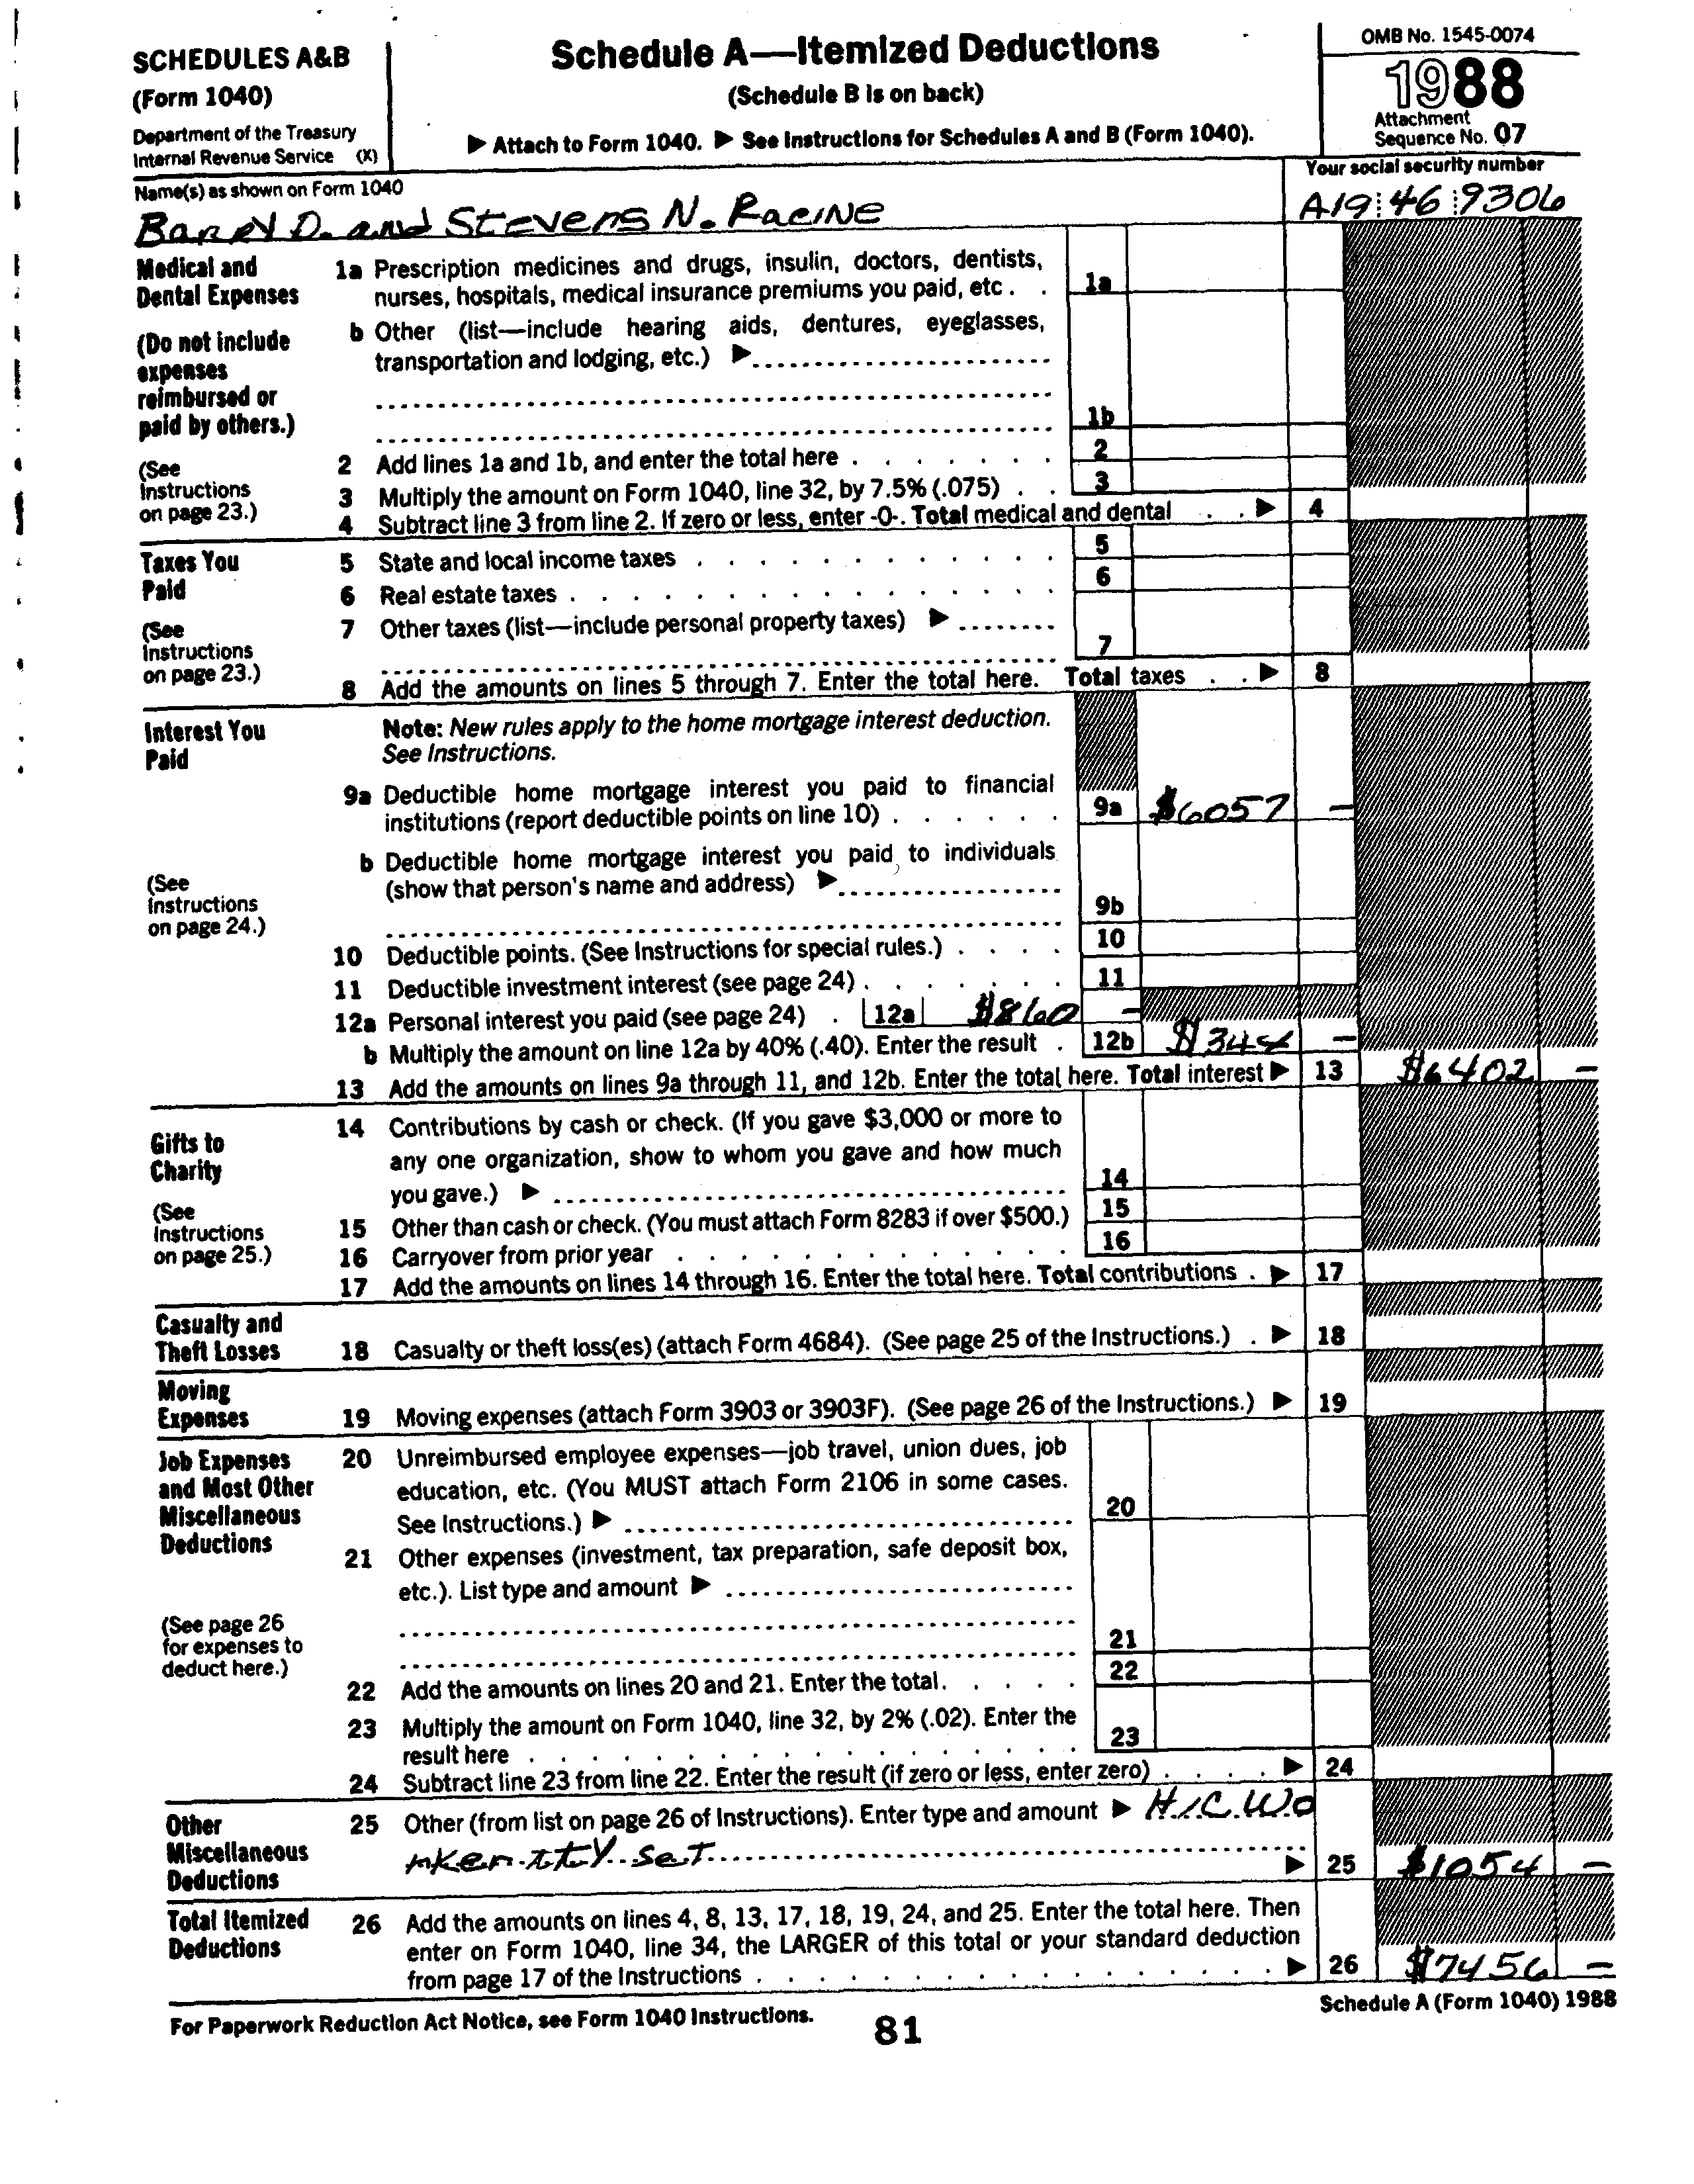 SCHEDULES A&B
(Form 1040)
Department of the Treasury
Internal Revenue Service (X)
Schedule A—Itemized Deductions
(Schedule B is on back)
▶ Attach to Form 1040. ▶ See Instructions for Schedules A and B (Form 1040).
OMB No. 1545-0074
1988
Attachment
Sequence No. 07
Name(s) as shown on Form 1040
Barry D. and Stevens N. Racine
Your social security number
A19 46 9306
Medical and
Dental Expenses
(Do not include
expenses
reimbursed or
paid by others.)
(See
Instructions
on page 23.)
1a Prescription medicines and drugs, insulin, doctors, dentists,
nurses, hospitals, medical insurance premiums you paid, etc . . 1a
b Other (list—include hearing aids, dentures, eyeglasses,
transportation and lodging, etc.) ▶
1b
2 Add lines 1a and 1b, and enter the total here . . . . . . . 2
3 Multiply the amount on Form 1040, line 32, by 7.5% (.075) . . 3
4 Subtract line 3 from line 2. If zero or less, enter -0-. Total medical and dental . . ▶ 4
Taxes You
Paid
(See
Instructions
on page 23.)
5 State and local income taxes . . . . . . . . . . . . 5
6 Real estate taxes . . . . . . . . . . . . . . . 6
7 Other taxes (list—include personal property taxes) ▶
7
8 Add the amounts on lines 5 through 7. Enter the total here. Total taxes . . ▶ 8
Interest You
Paid
(See
Instructions
on page 24.)
Note: New rules apply to the home mortgage interest deduction.
See Instructions.
9a Deductible home mortgage interest you paid to financial
institutions (report deductible points on line 10) . . . . . . 9a $6057 –
b Deductible home mortgage interest you paid to individuals
(show that person's name and address) ▶
9b
10 Deductible points. (See Instructions for special rules.) . . . . 10
11 Deductible investment interest (see page 24) . . . . . . . 11
12a Personal interest you paid (see page 24) . 12a $860 –
b Multiply the amount on line 12a by 40% (.40). Enter the result . 12b $344 –
13 Add the amounts on lines 9a through 11, and 12b. Enter the total here. Total interest ▶ 13 $6402 –
Gifts to
Charity
(See
Instructions
on page 25.)
14 Contributions by cash or check. (If you gave $3,000 or more to
any one organization, show to whom you gave and how much
you gave.) ▶ 14
15 Other than cash or check. (You must attach Form 8283 if over $500.) 15
16 Carryover from prior year . . . . . . . . . . . . . 16
17 Add the amounts on lines 14 through 16. Enter the total here. Total contributions . ▶ 17
Casualty and
Theft Losses
18 Casualty or theft loss(es) (attach Form 4684). (See page 25 of the Instructions.) . ▶ 18
Moving
Expenses
19 Moving expenses (attach Form 3903 or 3903F). (See page 26 of the Instructions.) ▶ 19
Job Expenses
and Most Other
Miscellaneous
Deductions
(See page 26
for expenses to
deduct here.)
20 Unreimbursed employee expenses—job travel, union dues, job
education, etc. (You MUST attach Form 2106 in some cases.
See Instructions.) ▶ 20
21 Other expenses (investment, tax preparation, safe deposit box,
etc.). List type and amount ▶
21
22 Add the amounts on lines 20 and 21. Enter the total. . . . . 22
23 Multiply the amount on Form 1040, line 32, by 2% (.02). Enter the
result here . . . . . . . . . . . . . . . . . . 23
24 Subtract line 23 from line 22. Enter the result (if zero or less, enter zero) . . . . ▶ 24
Other
Miscellaneous
Deductions
25 Other (from list on page 26 of Instructions). Enter type and amount ▶ H.I.C. W.o
Set ▶ 25 $1054 –
Total Itemized
Deductions
26 Add the amounts on lines 4, 8, 13, 17, 18, 19, 24, and 25. Enter the total here. Then
enter on Form 1040, line 34, the LARGER of this total or your standard deduction
from page 17 of the Instructions . . . . . . . . . . . . . . . . . ▶ 26 $7456 –
For Paperwork Reduction Act Notice, see Form 1040 Instructions.
81
Schedule A (Form 1040) 1988